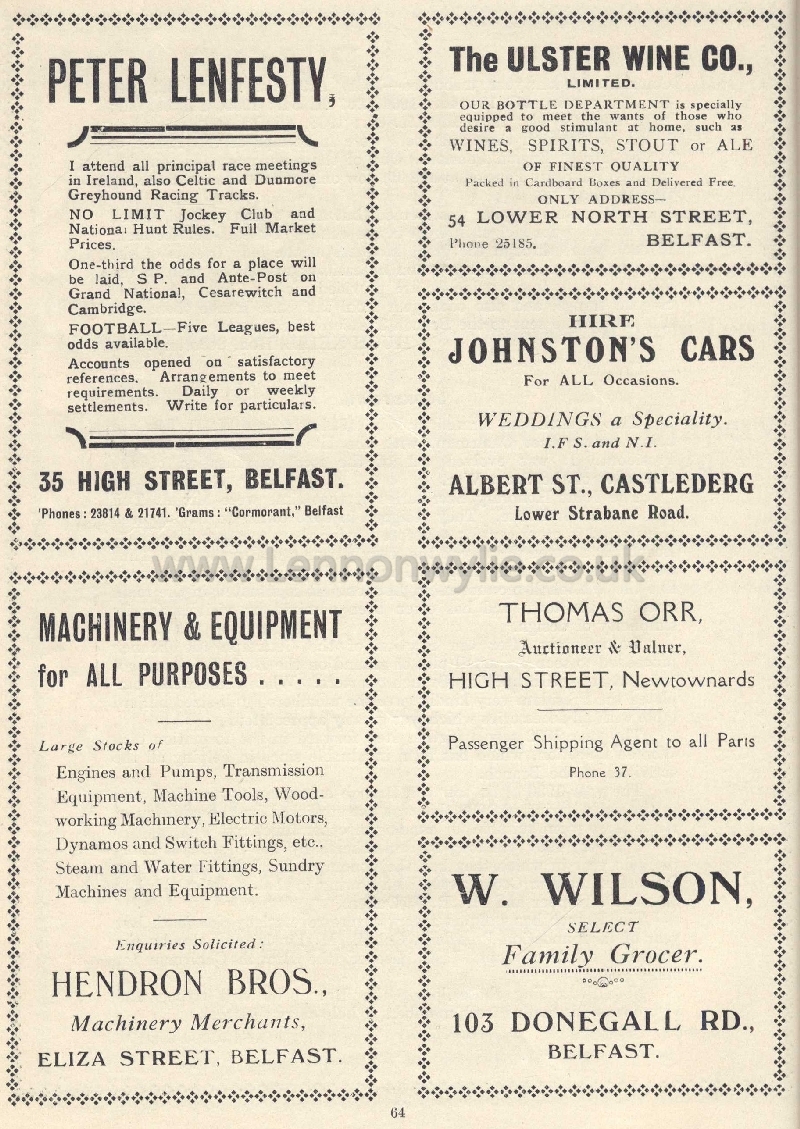 PETER LENFESTY,
I attend all principal race meetings
in Ireland, also Celtic and Dunmore
Greyhound Racing Tracks.
NO LIMIT Jockey Club and
National Hunt Rules. Full Market
Prices.
One-third the odds for a place will
be laid, S P. and Ante-Post on
Grand National, Cesarewitch and
Cambridge.
FOOTBALL—Five Leagues, best
odds available.
Accounts opened on satisfactory
references. Arrangements to meet
requirements. Daily or weekly
settlements. Write for particulars.
35 HIGH STREET, BELFAST.
'Phones: 23814 & 21741. 'Grams: "Cormorant," Belfast
MACHINERY & EQUIPMENT
for ALL PURPOSES . . . . .
Large Stocks of
Engines and Pumps, Transmission
Equipment, Machine Tools, Wood-
working Machinery, Electric Motors,
Dynamos and Switch Fittings, etc..
Steam and Water Fittings, Sundry
Machines and Equipment.
Enquiries Solicited:
HENDRON BROS.,
Machinery Merchants,
ELIZA STREET, BELFAST.
The ULSTER WINE CO.,
LIMITED.
OUR BOTTLE DEPARTMENT is specially
equipped to meet the wants of those who
desire a good stimulant at home, such as
WINES, SPIRITS, STOUT or ALE
OF FINEST QUALITY
Packed in Cardboard Boxes and Delivered Free.
ONLY ADDRESS—
54 LOWER NORTH STREET,
Phone 25185. BELFAST.
HIRE
JOHNSTON'S CARS
For ALL Occasions.
WEDDINGS a Speciality.
I.F S. and N.I.
ALBERT ST., CASTLEDERG
Lower Strabane Road.
www.Lennonwylie.co.uk
THOMAS ORR,
Auctioneer & Valuer,
HIGH STREET, Newtownards
Passenger Shipping Agent to all Parts
Phone 37.
W. WILSON,
SELECT
Family Grocer.
103 DONEGALL RD.,
BELFAST.
64